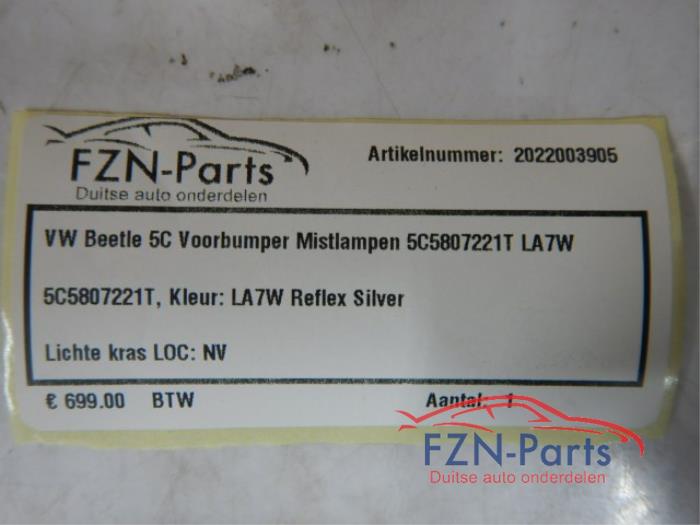 FZN-Parts
Duitse auto onderdelen
Artikelnummer: 2022003905
VW Beetle 5C Voorbumper Mistlampen 5C5807221T LA7W
5C5807221T, Kleur: LA7W Reflex Silver
Lichte kras LOC: NV
€ 699.00 BTW Aantal: 1
FZN-Parts
Duitse auto onderdelen